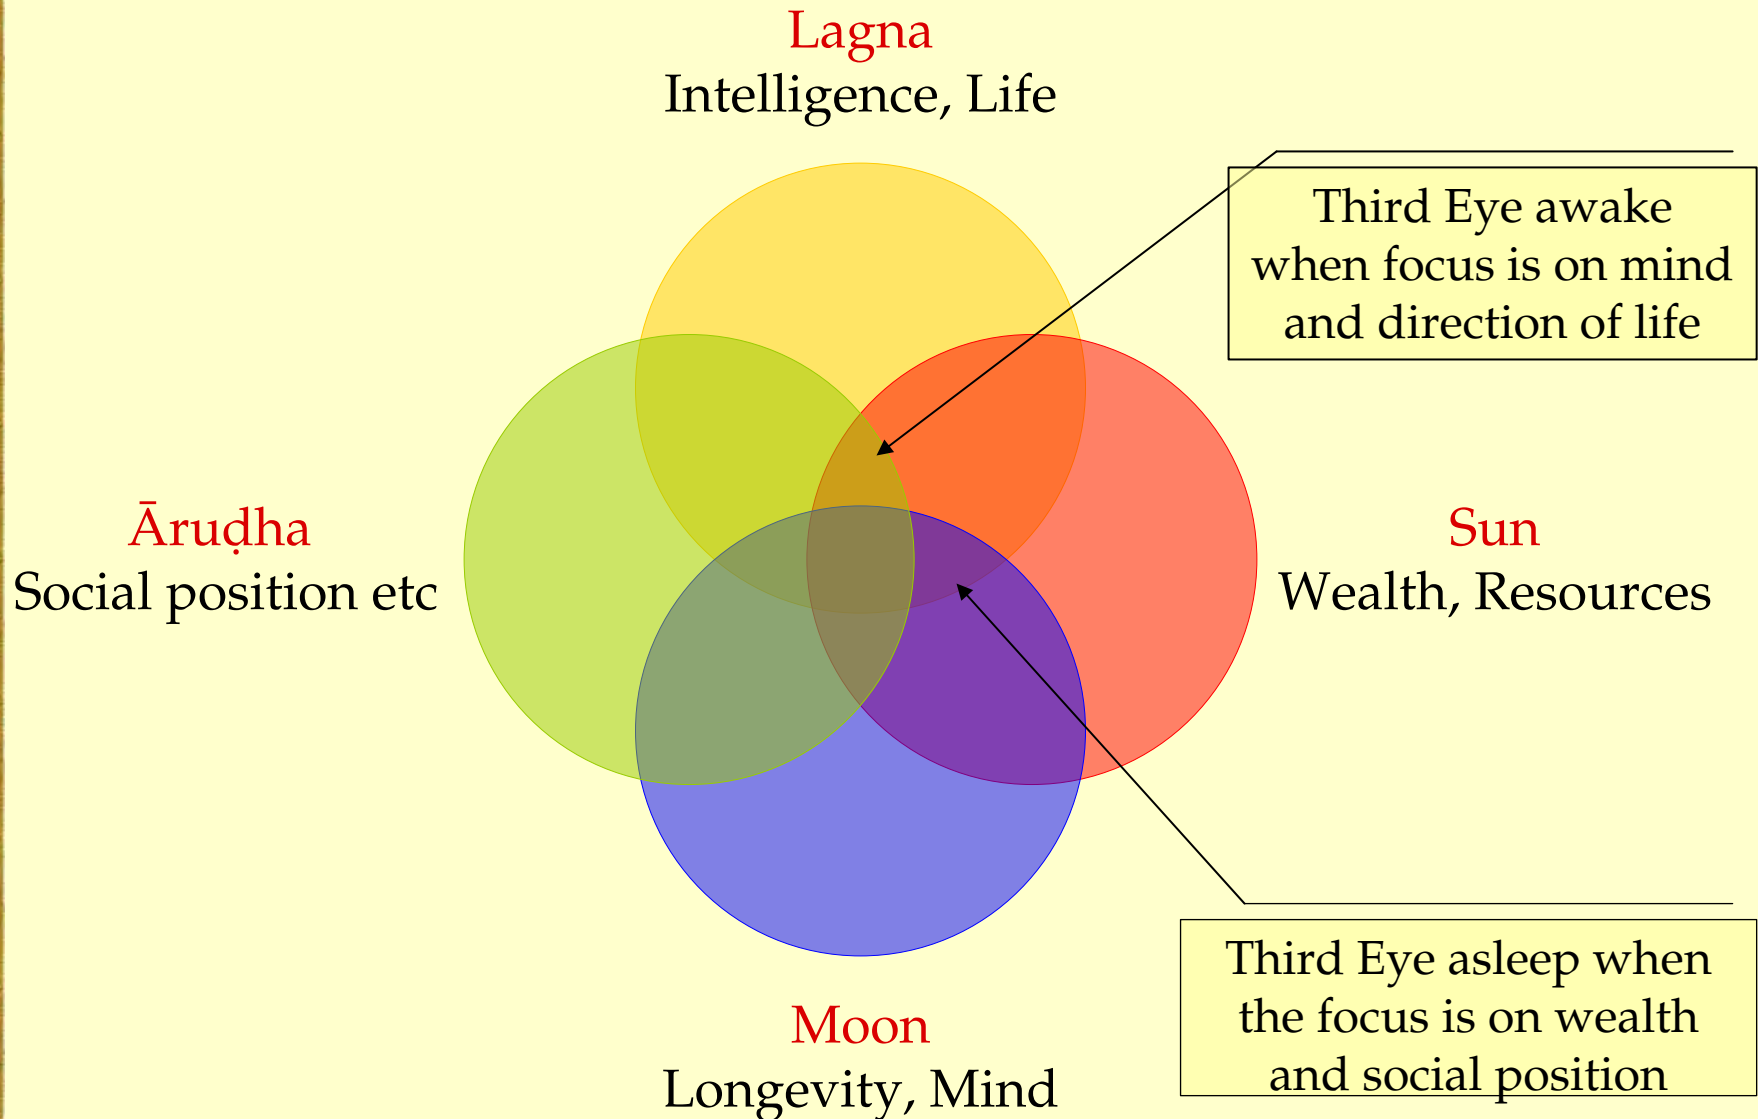 Lagna
Intelligence, Life
Third Eye awake
when focus is on mind
and direction of life
Āruḍha
Social position etc
Sun
Wealth, Resources
Third Eye asleep when
the focus is on wealth
and social position
Moon
Longevity, Mind